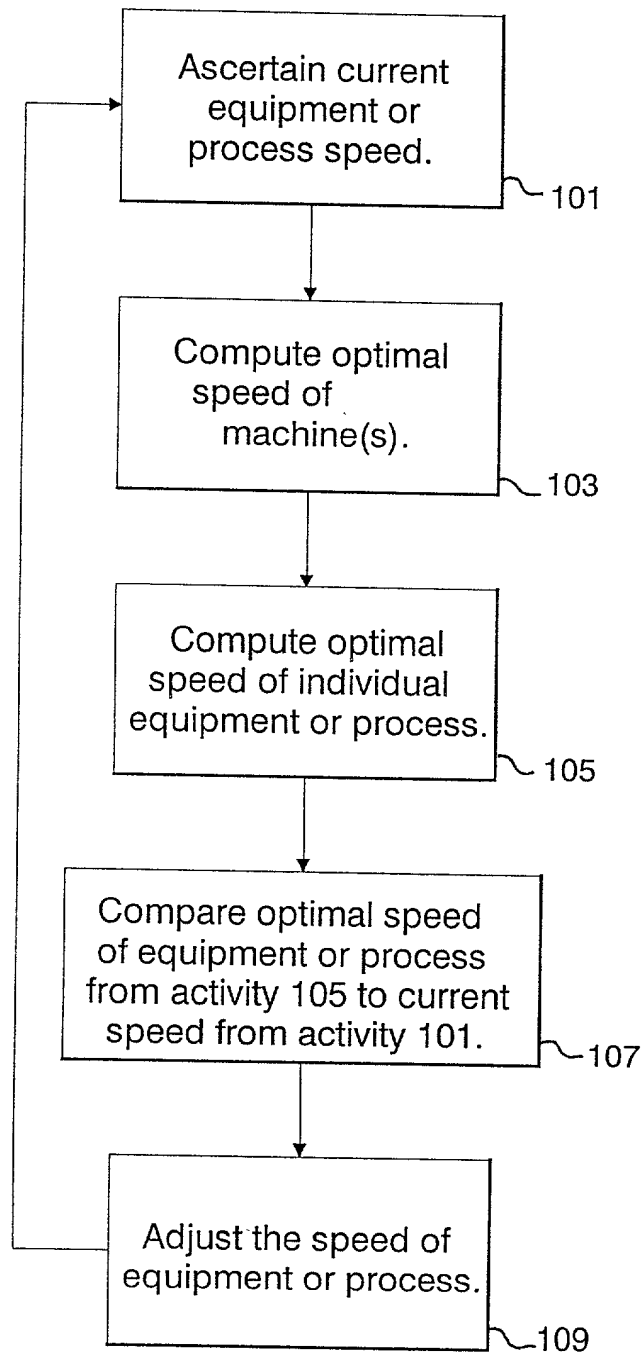 Ascertain current
equipment or
process speed.
101
Compute optimal
speed of
machine(s).
103
Compute optimal
speed of individual
equipment or process.
105
Compare optimal speed
of equipment or process
from activity 105 to current
speed from activity 101.
107
Adjust the speed of
equipment or process.
109